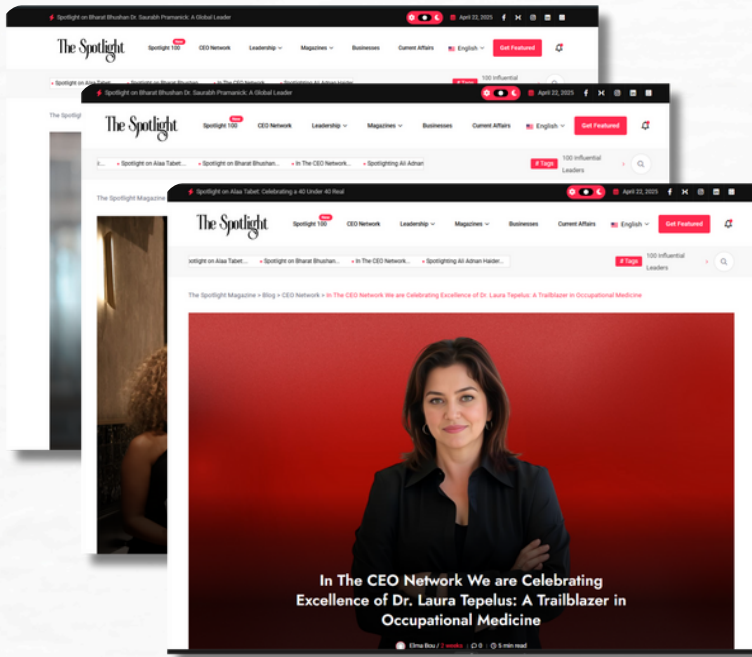 Spotlight on Bharat Bhushan Dr. Saurabh Pramanick: A Global Leader April 22, 2025
The Spotlight Spotlight 100 New CEO Network Leadership Magazines Businesses Current Affairs English Get Featured
Spotlight on Alaa Tabet... Spotlight on Bharat Bhushan... In The CEO Network... Spotlighting Ali Adnan Haider... # Tags 100 Influential
The Spotligh
Spotlight on Bharat Bhushan Dr. Saurabh Pramanick: A Global Leader April 22, 2025
The Spotlight Spotlight 100 New CEO Network Leadership Magazines Businesses Current Affairs English Get Featured
... Spotlight on Alaa Tabet... Spotlight on Bharat Bhushan... In The CEO Network... Spotlighting Ali Adnan # Tags 100 Influential
Leaders
The Spotlight Magazine
Spotlight on Alaa Tabet: Celebrating a 40 Under 40 Real April 22, 2025
The Spotlight Spotlight 100 New CEO Network Leadership Magazines Businesses Current Affairs English Get Featured
otlight on Alaa Tabet... Spotlight on Bharat Bhushan... In The CEO Network... Spotlighting Ali Adnan Haider... # Tags 100 Influential
Leaders
The Spotlight Magazine > Blog > CEO Network > In The CEO Network We are Celebrating Excellence of Dr. Laura Tepelus: A Trailblazer in Occupational Medicine
In The CEO Network We are Celebrating
Excellence of Dr. Laura Tepelus: A Trailblazer in
Occupational Medicine
Elma Bou / 2 weeks 0 5 min read